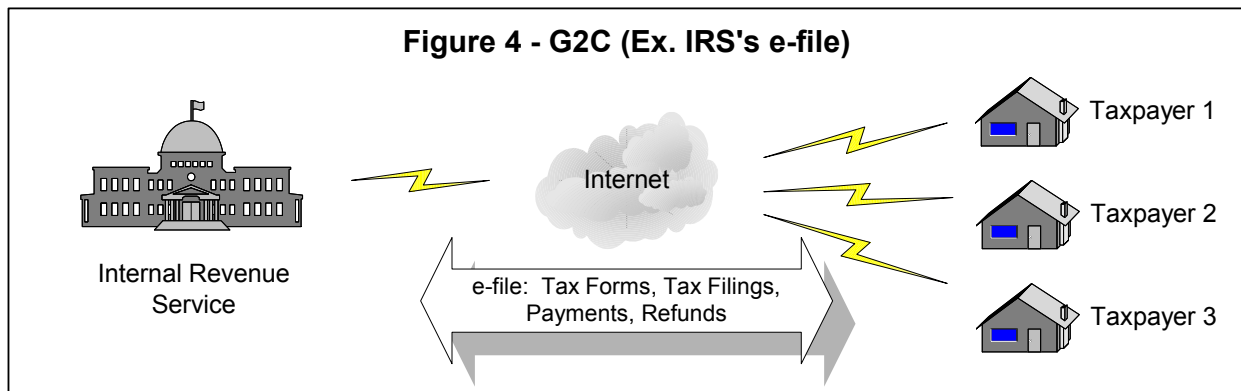 Figure 4 - G2C (Ex. IRS's e-file)
Taxpayer 1
Internet
Taxpayer 2
Internal Revenue
Service
e-file:  Tax Forms, Tax Filings,
Payments, Refunds
Taxpayer 3